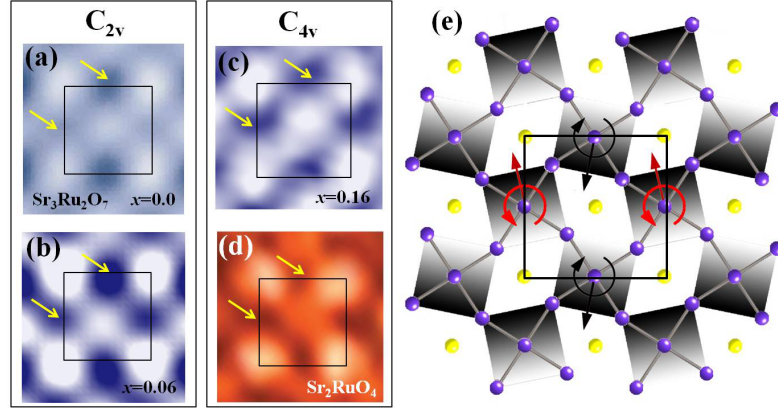 C₂ᵥ
C₄ᵥ
(a)
Sr₃Ru₂O₇
x=0.0
(b)
x=0.06
(c)
x=0.16
(d)
Sr₂RuO₄
(e)